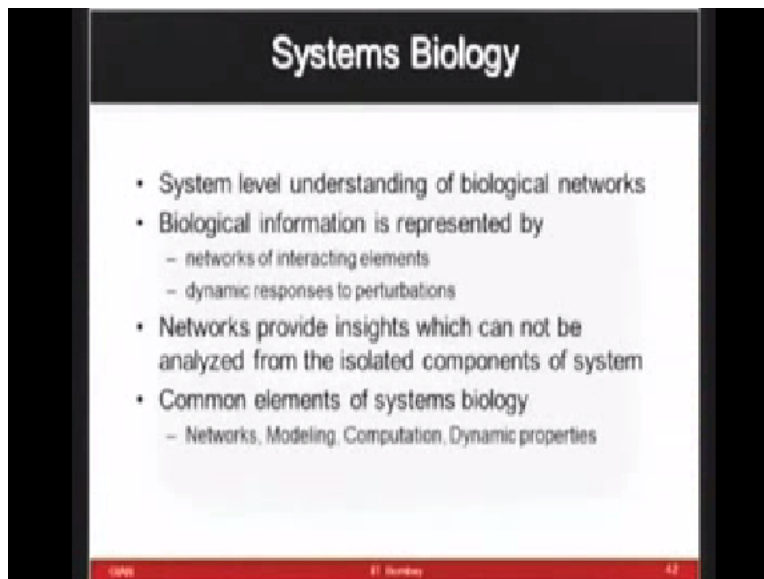 Systems Biology
• System level understanding of biological networks
• Biological information is represented by
– networks of interacting elements
– dynamic responses to perturbations
• Networks provide insights which can not be
analyzed from the isolated components of system
• Common elements of systems biology
– Networks, Modeling, Computation, Dynamic properties
IIT Bombay
42